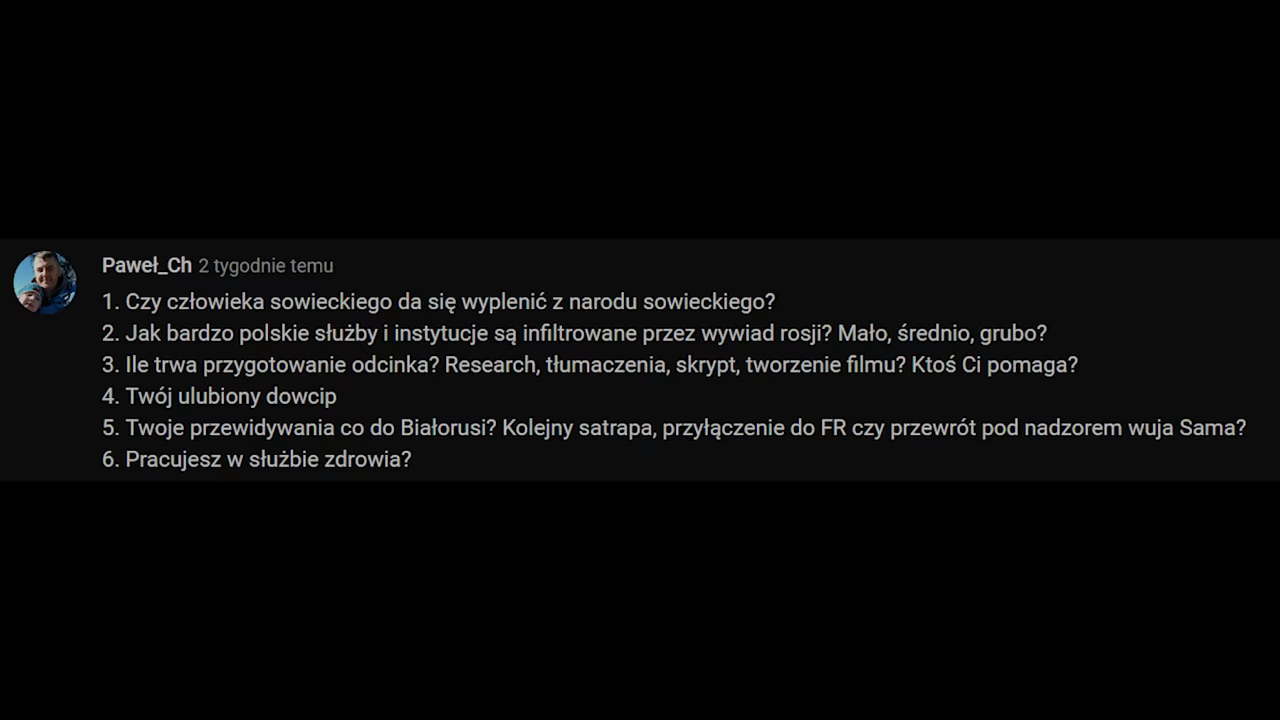 Paweł_Ch 2 tygodnie temu
1. Czy człowieka sowieckiego da się wyplenić z narodu sowieckiego?
2. Jak bardzo polskie służby i instytucje są infiltrowane przez wywiad rosji? Mało, średnio, grubo?
3. Ile trwa przygotowanie odcinka? Research, tłumaczenia, skrypt, tworzenie filmu? Ktoś Ci pomaga?
4. Twój ulubiony dowcip
5. Twoje przewidywania co do Białorusi? Kolejny satrapa, przyłączenie do FR czy przewrót pod nadzorem wuja Sama?
6. Pracujesz w służbie zdrowia?